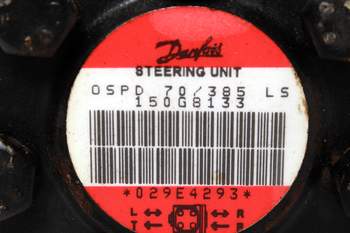 Danfoss
STEERING UNIT
OSPD 70/385 LS
150G8133
*029E4293*
L R
T P